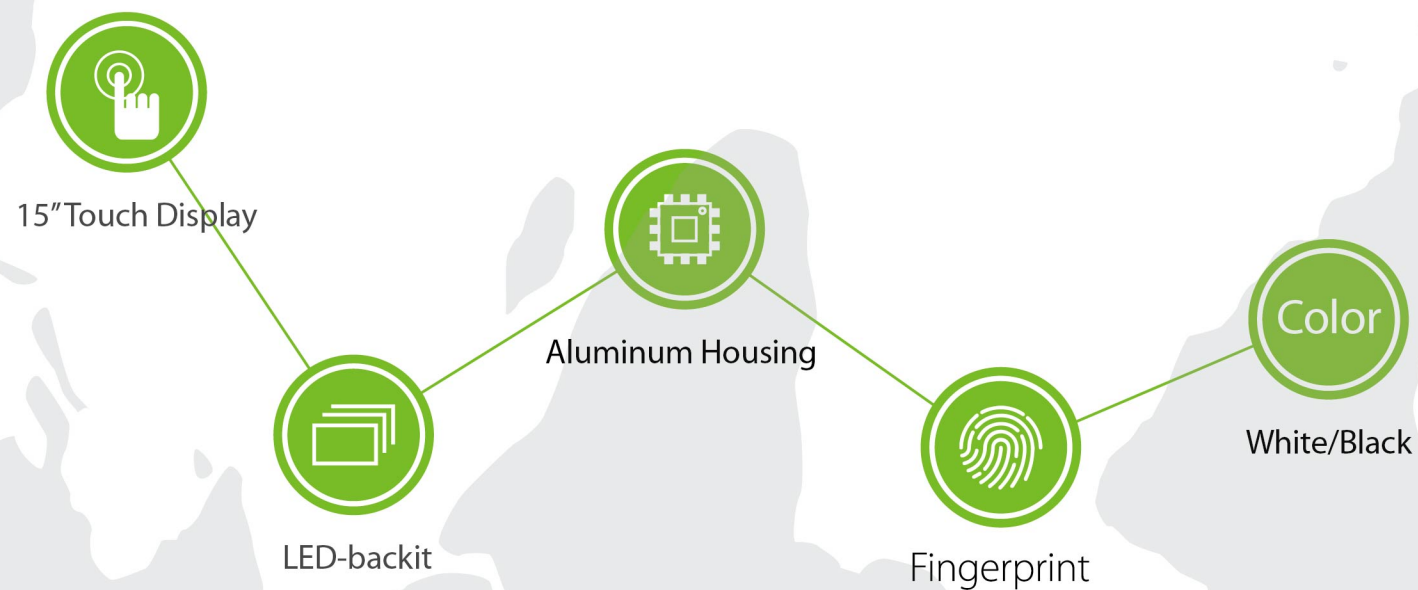 15" Touch Display
LED-backit
Aluminum Housing
Fingerprint
Color
White/Black